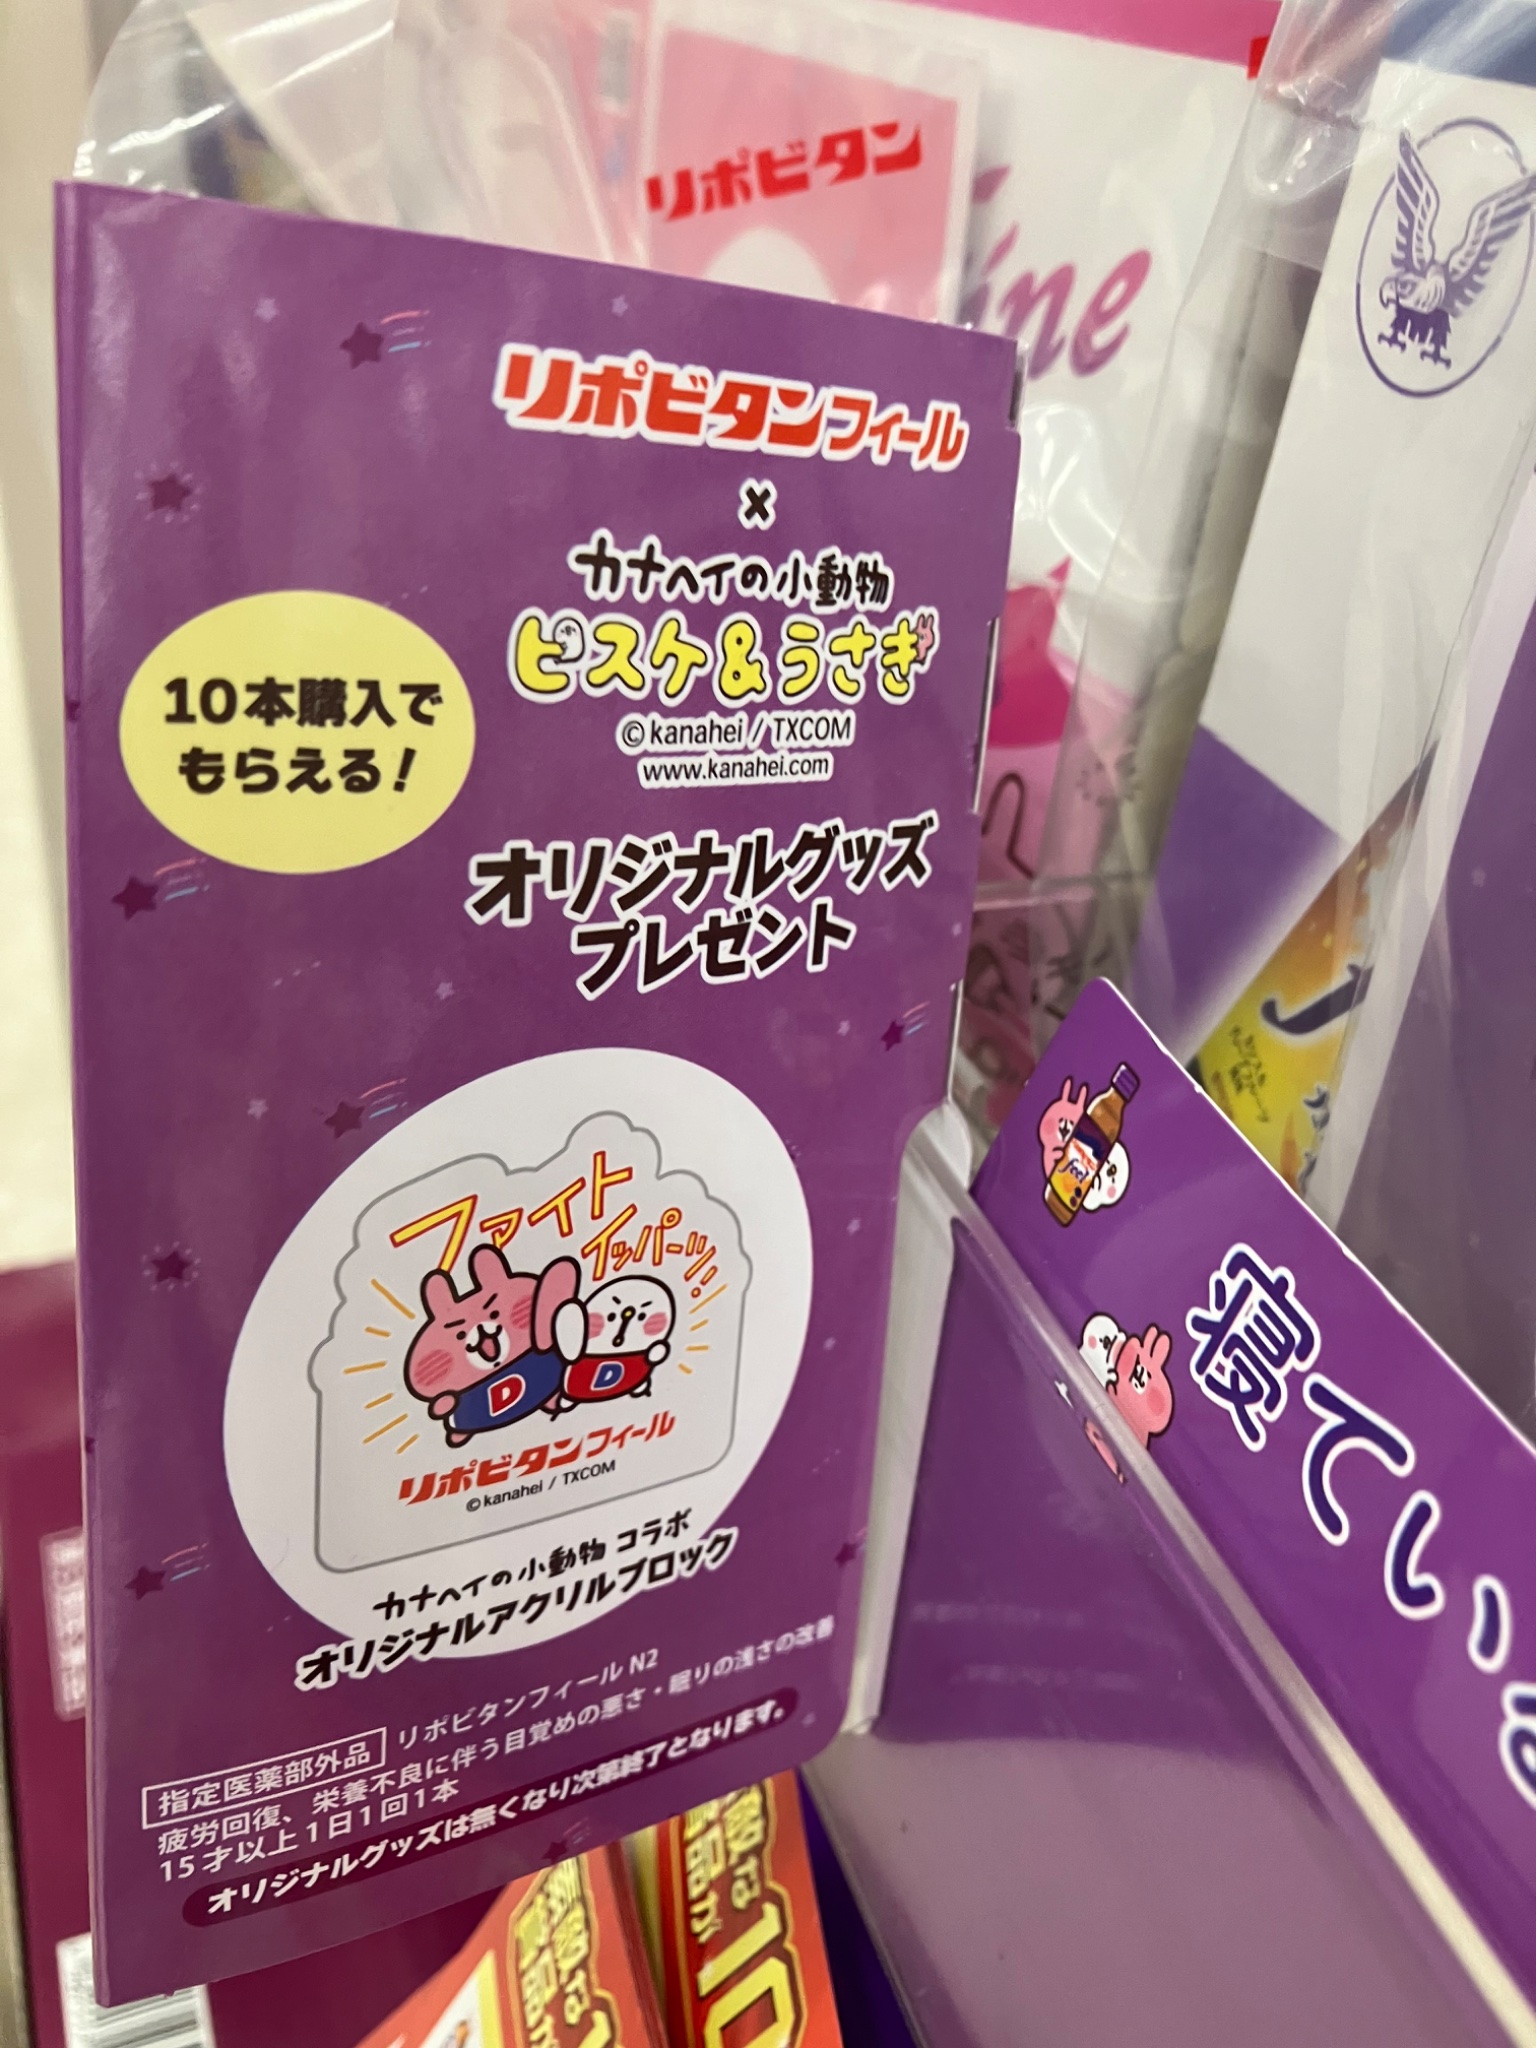 リポビタン
ine
リポビタンフィール
×
カナヘイの小動物
ピスケ&うさぎ
©kanahei / TXCOM
www.kanahei.com
10本購入で
もらえる!
オリジナルグッズ
プレゼント
ファイト
イッパーツ!!
D
D
リポビタンフィール
©kanahei / TXCOM
カナヘイの小動物 コラボ
オリジナルアクリルブロック
指定医薬部外品 リポビタンフィール N2
疲労回復、栄養不良に伴う目覚めの悪さ・眠りの浅さの改善
15才以上1日1回1本
オリジナルグッズは無くなり次第終了となります。
feel
寝てい